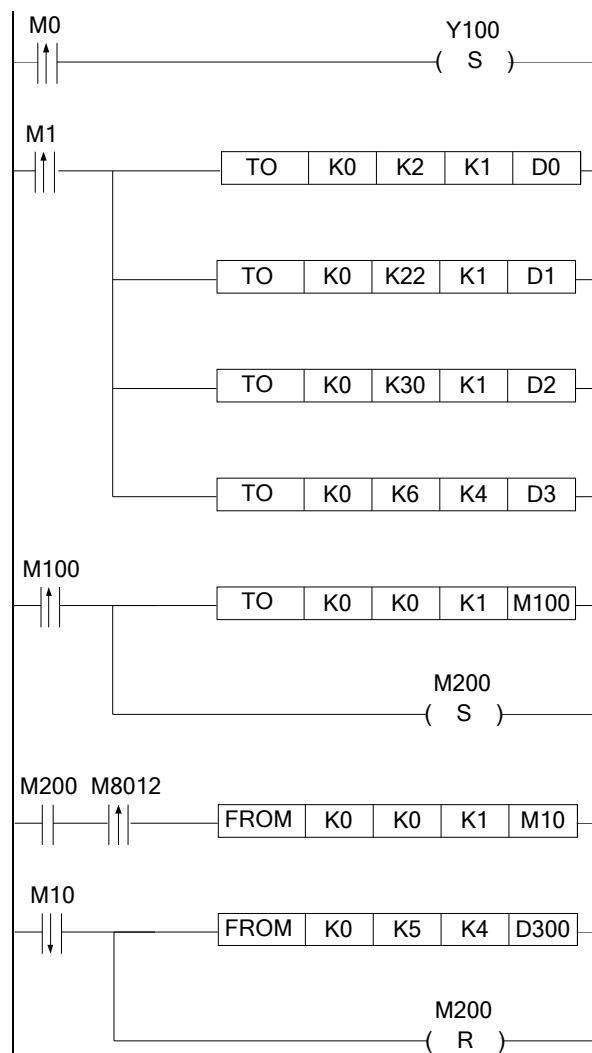 M0
Y100
( S )
M1
TO K0 K2 K1 D0
TO K0 K22 K1 D1
TO K0 K30 K1 D2
TO K0 K6 K4 D3
M100
TO K0 K0 K1 M100
M200
( S )
M200 M8012
FROM K0 K0 K1 M10
M10
FROM K0 K5 K4 D300
M200
( R )